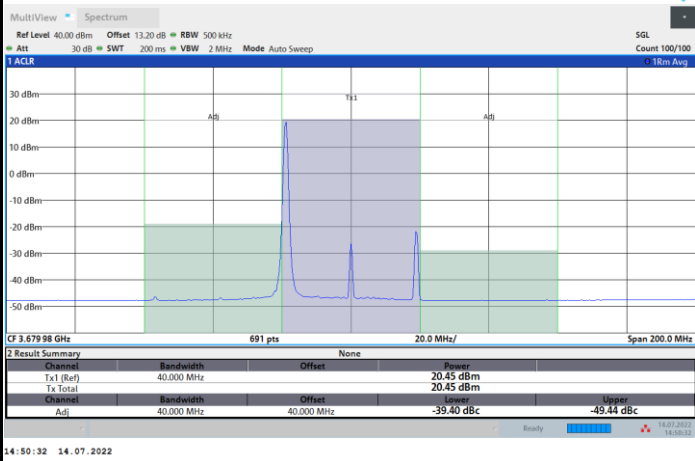 MultiView Spectrum
Ref Level 40.00 dBm Offset 13.20 dB RBW 500 kHz SGL
Att 30 dB SWT 200 ms VBW 2 MHz Mode Auto Sweep Count 100/100
1 ACLR 1Rm Avg
30 dBm
Tx1
20 dBm Adj Adj
10 dBm
0 dBm
-10 dBm
-20 dBm
-30 dBm
-40 dBm
-50 dBm
CF 3.67998 GHz 691 pts 20.0 MHz/ Span 200.0 MHz
2 Result Summary None
Channel Bandwidth Offset Power
Tx1 (Ref) 40.000 MHz 20.45 dBm
Tx Total 20.45 dBm
Channel Bandwidth Offset Lower Upper
Adj 40.000 MHz 40.000 MHz -39.40 dBc -49.44 dBc
Ready 14.07.2022
14:50:32
14:50:32 14.07.2022